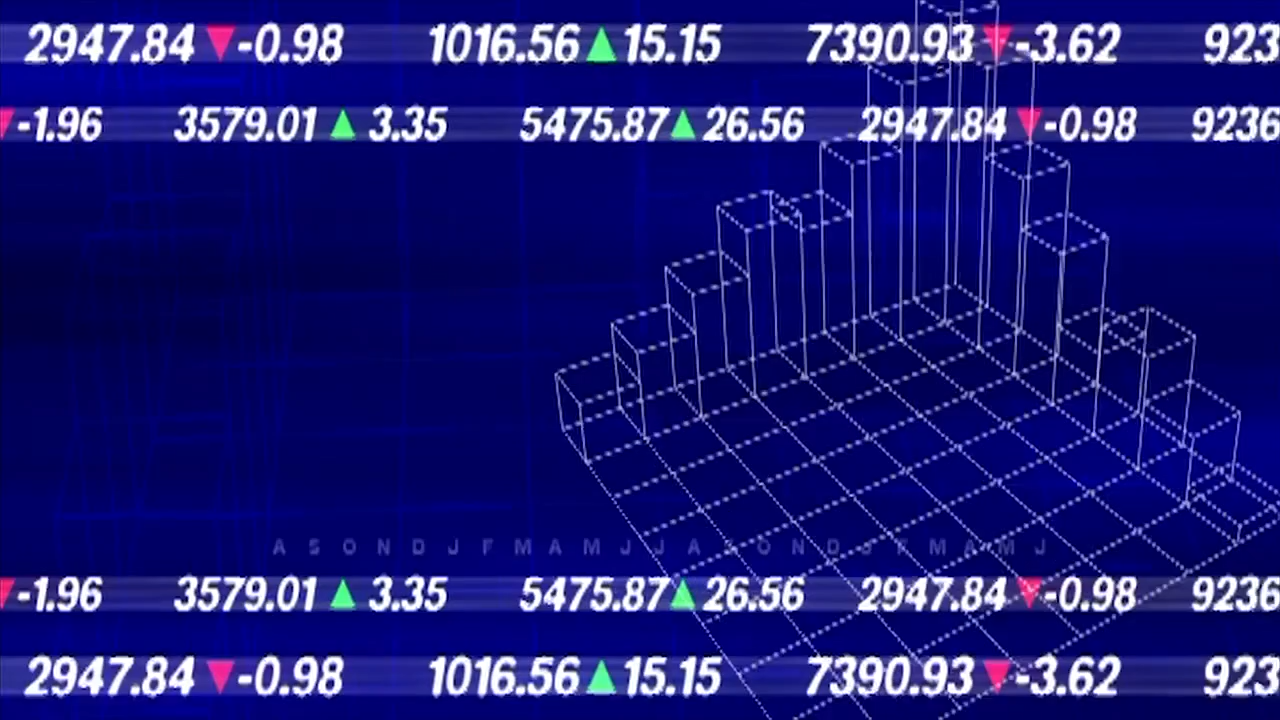 2947.84 ▼ -0.98 1016.56 ▲ 15.15 7390.93 ▼ -3.62 923
▼ -1.96 3579.01 ▲ 3.35 5475.87 ▲ 26.56 2947.84 ▼ -0.98 9236
A S O N D J F M A M J J A S O N D J F M A M J
▼ -1.96 3579.01 ▲ 3.35 5475.87 ▲ 26.56 2947.84 ▼ -0.98 9236
2947.84 ▼ -0.98 1016.56 ▲ 15.15 7390.93 ▼ -3.62 923